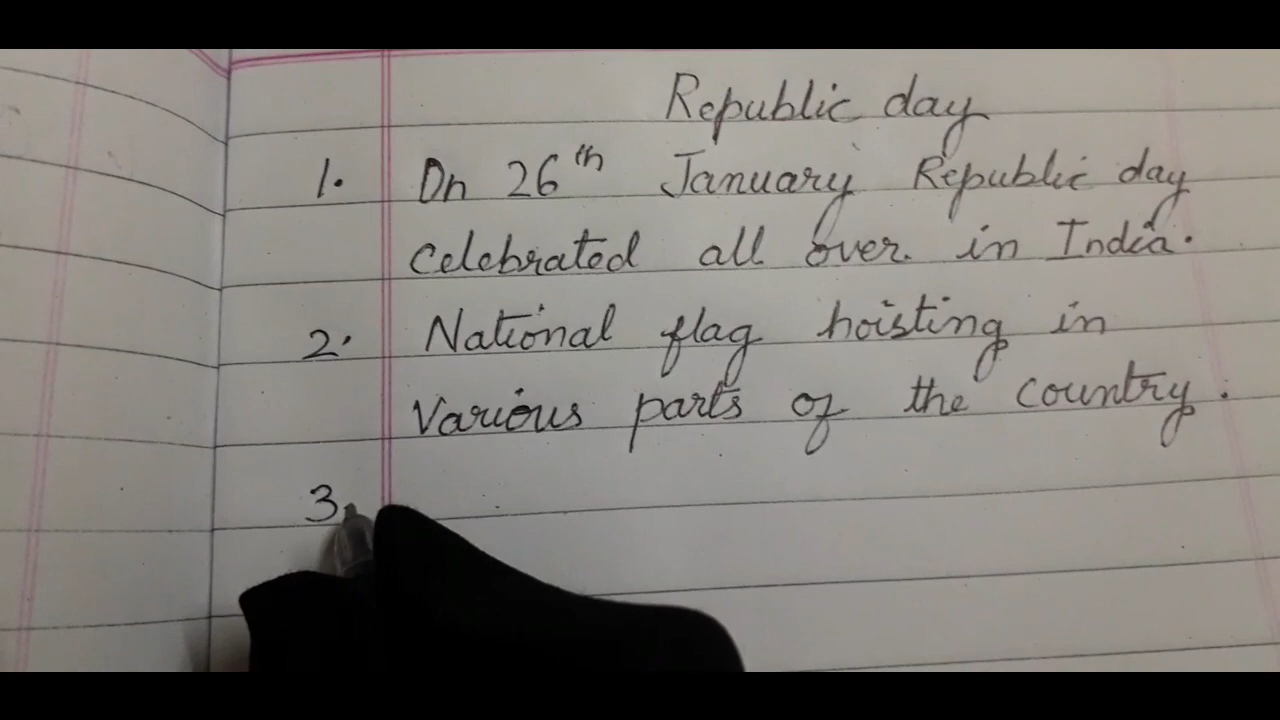 Republic day
1. On 26th January Republic day
celebrated all over in India.
2. National flag hoisting in
various parts of the country.
3.